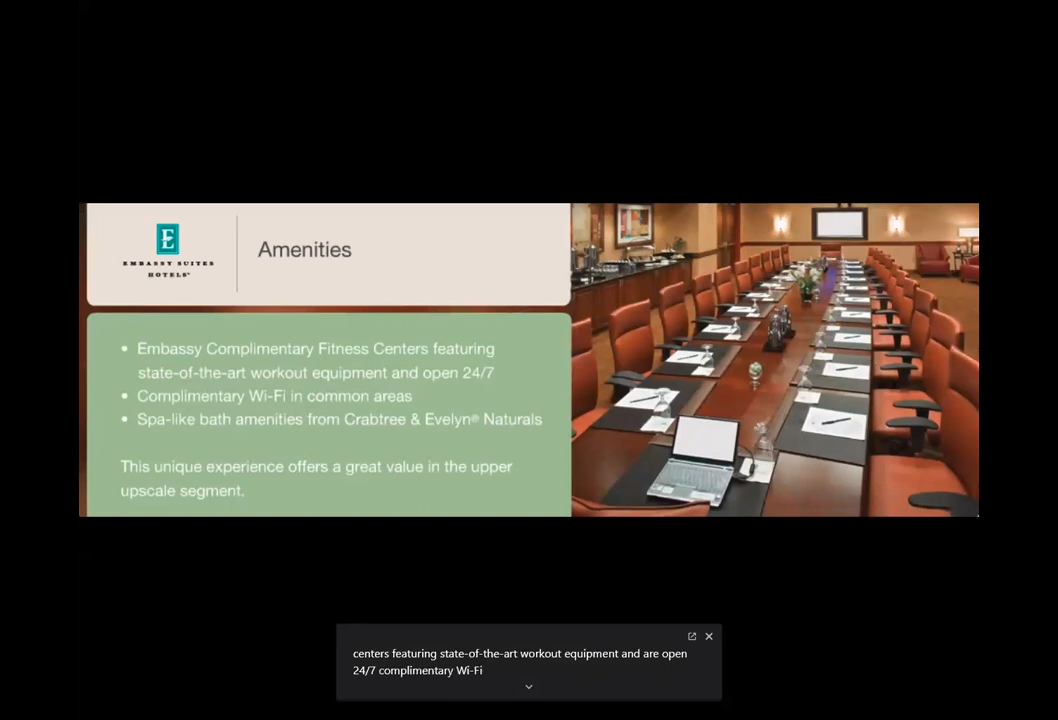 E
EMBASSY SUITES
HOTELS™
Amenities
• Embassy Complimentary Fitness Centers featuring
state-of-the-art workout equipment and open 24/7
• Complimentary Wi-Fi in common areas
• Spa-like bath amenities from Crabtree & Evelyn® Naturals
This unique experience offers a great value in the upper
upscale segment.
centers featuring state-of-the-art workout equipment and are open
24/7 complimentary Wi-Fi